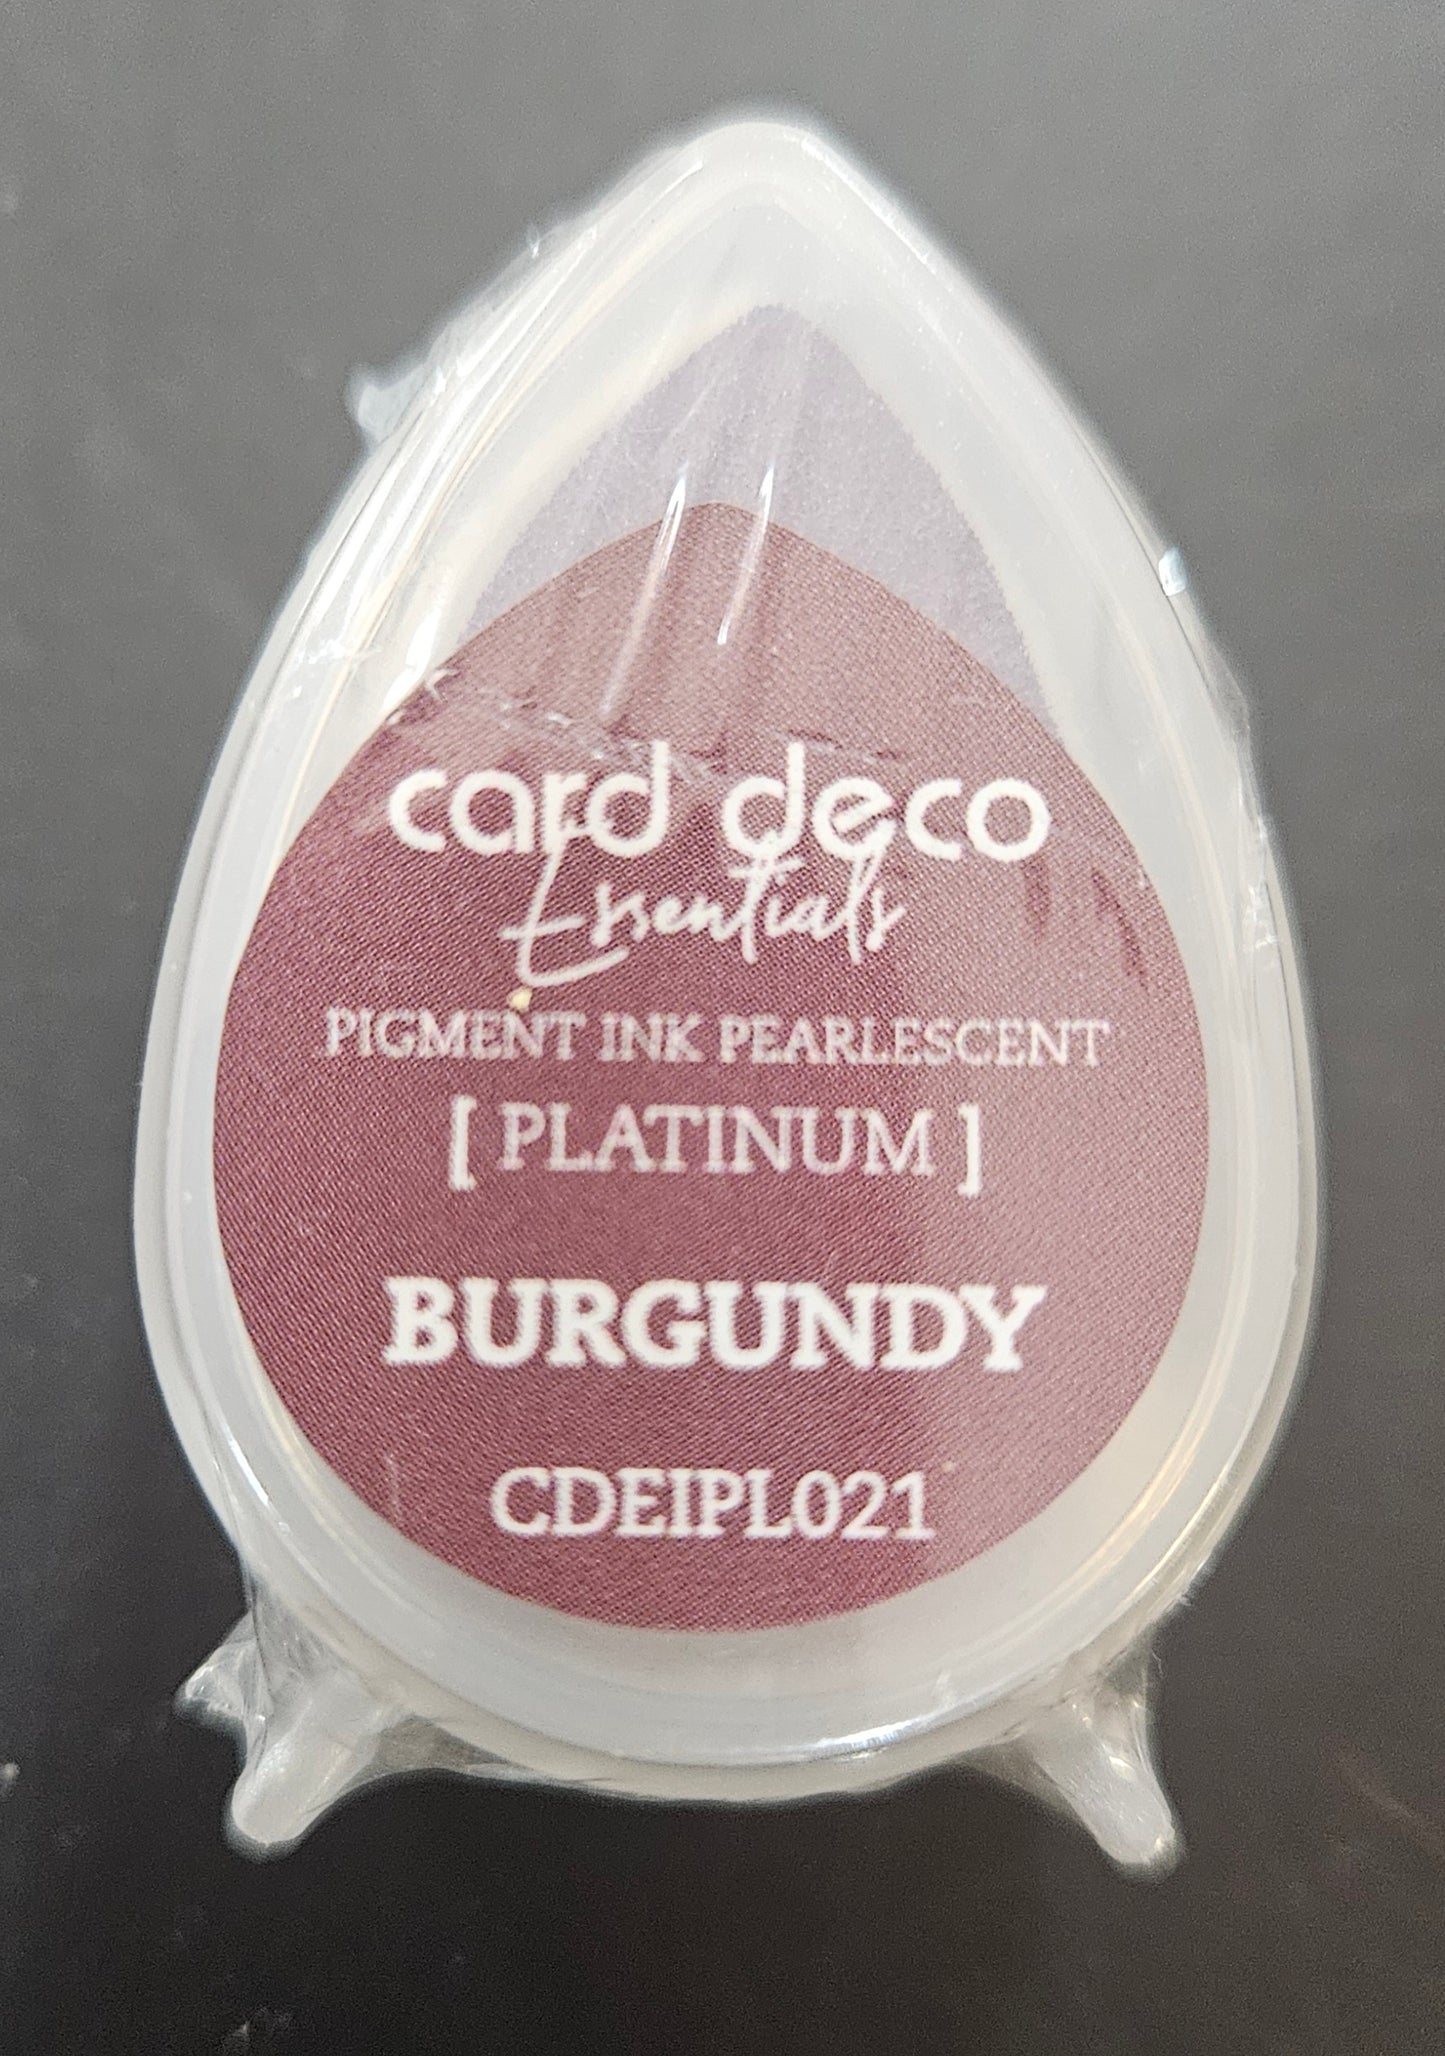 card deco
Essentials
PIGMENT INK PEARLESCENT
[ PLATINUM ]
BURGUNDY
CDEIPL021